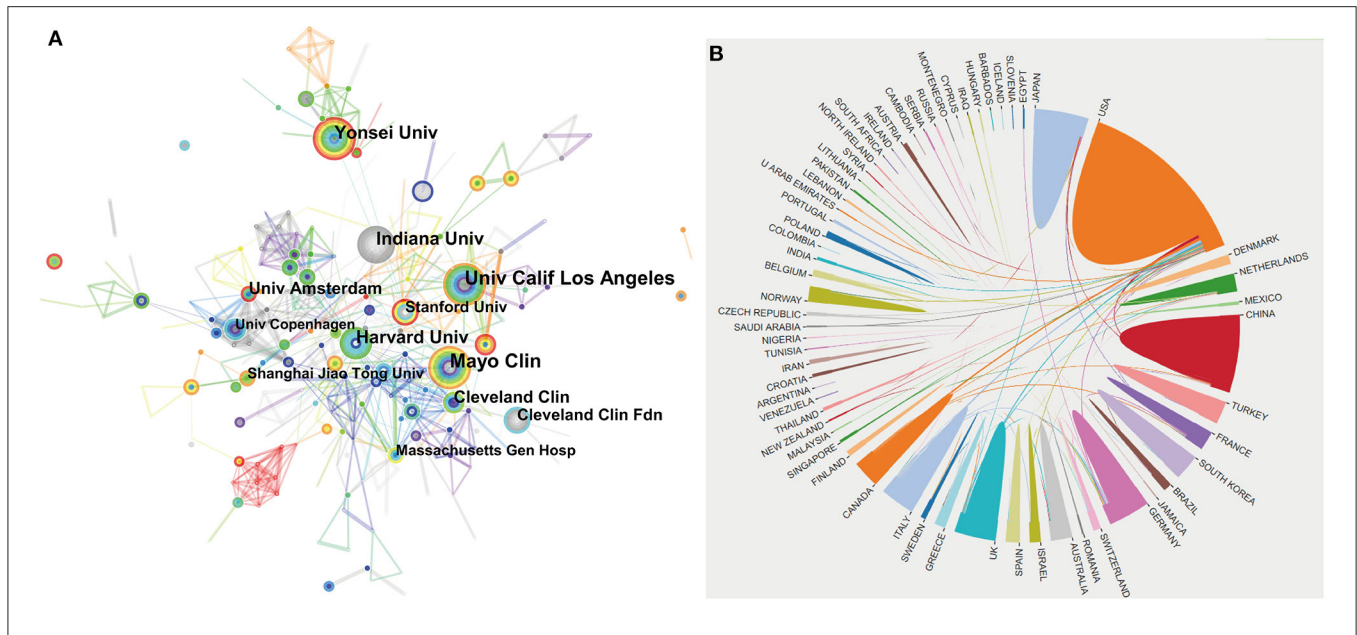 A
Yonsei Univ
Indiana Univ
Univ Calif Los Angeles
Univ Amsterdam
Stanford Univ
Univ Copenhagen
Harvard Univ
Mayo Clin
Shanghai Jiao Tong Univ
Cleveland Clin
Cleveland Clin Fdn
Massachusetts Gen Hosp
B
JAPAN
USA
DENMARK
NETHERLANDS
MEXICO
CHINA
TURKEY
FRANCE
SOUTH KOREA
BRAZIL
JAMAICA
GERMANY
SWITZERLAND
ROMANIA
AUSTRALIA
ISRAEL
SPAIN
UK
GREECE
SWEDEN
ITALY
CANADA
FINLAND
SINGAPORE
MALAYSIA
NEW ZEALAND
THAILAND
VENEZUELA
ARGENTINA
CROATIA
IRAN
TUNISIA
NIGERIA
SAUDI ARABIA
CZECH REPUBLIC
NORWAY
BELGIUM
INDIA
COLOMBIA
POLAND
PORTUGAL
U ARAB EMIRATES
LEBANON
PAKISTAN
LITHUANIA
SYRIA
NORTH IRELAND
SOUTH AFRICA
IRELAND
AUSTRIA
CAMBODIA
SERBIA
RUSSIA
MONTENEGRO
CYPRUS
IRAQ
HUNGARY
BARBADOS
ICELAND
SLOVENIA
EGYPT